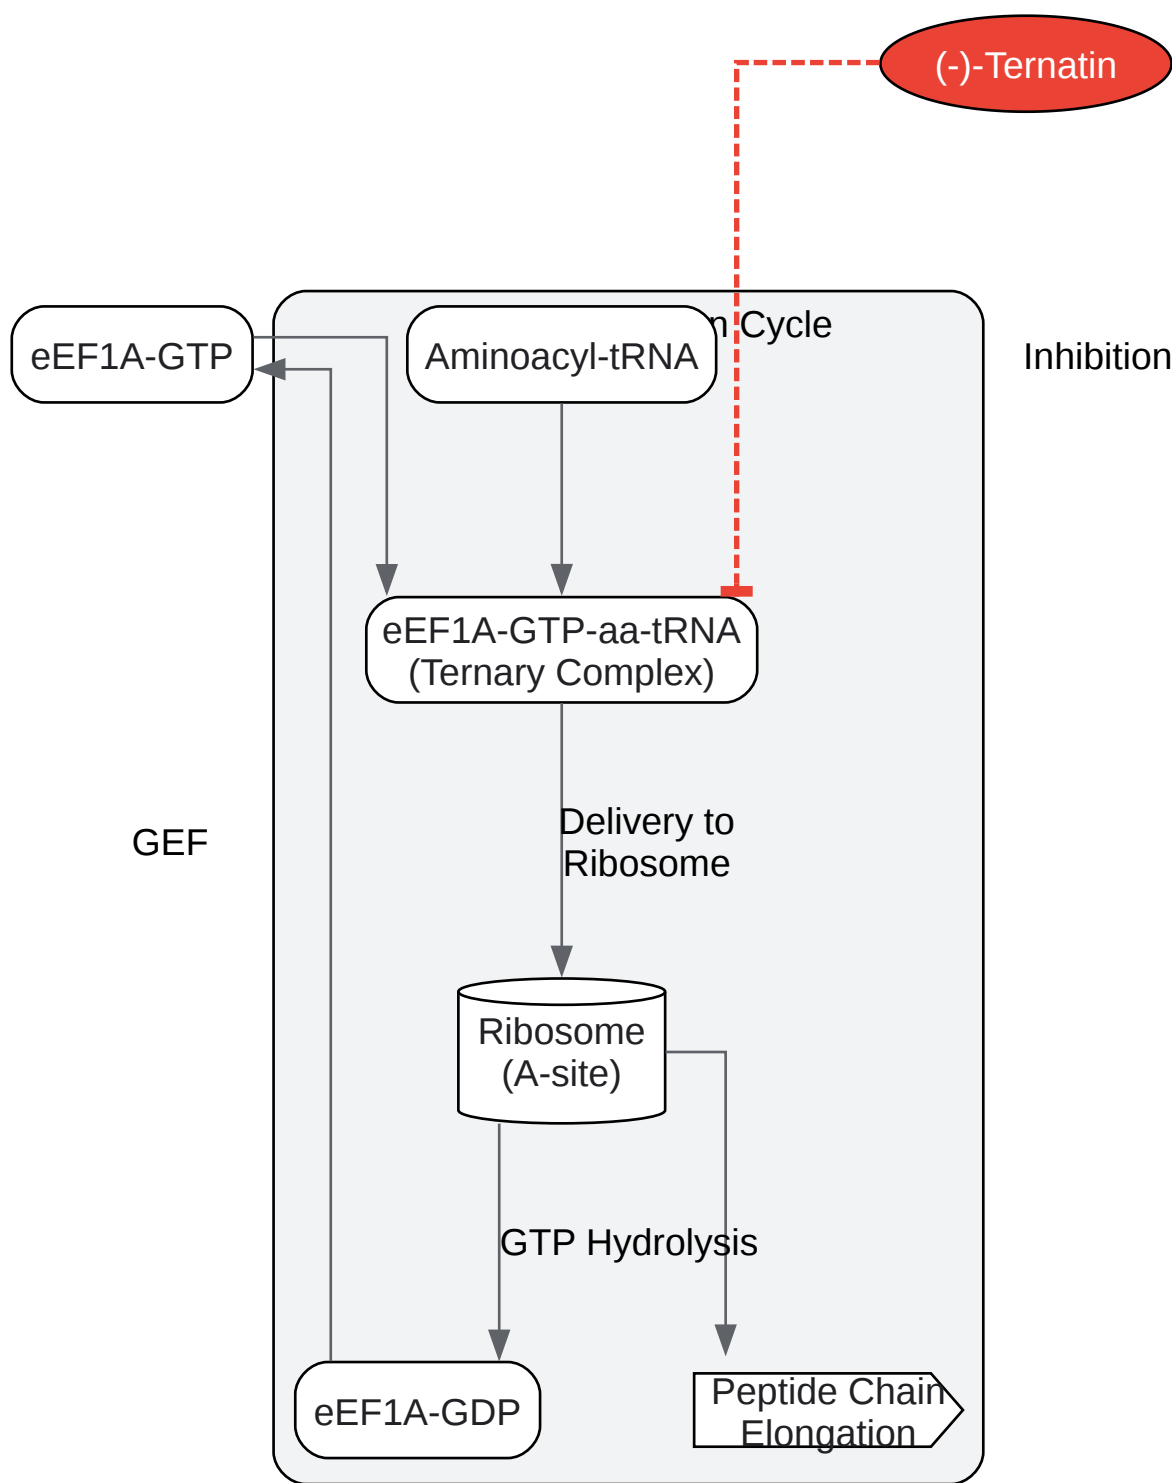 (-)-Ternatin
n Cycle
eEF1A-GTP
Aminoacyl-tRNA
Inhibition
eEF1A-GTP-aa-tRNA
(Ternary Complex)
Delivery to
Ribosome
GEF
Ribosome
(A-site)
GTP Hydrolysis
eEF1A-GDP
Peptide Chain
Elongation